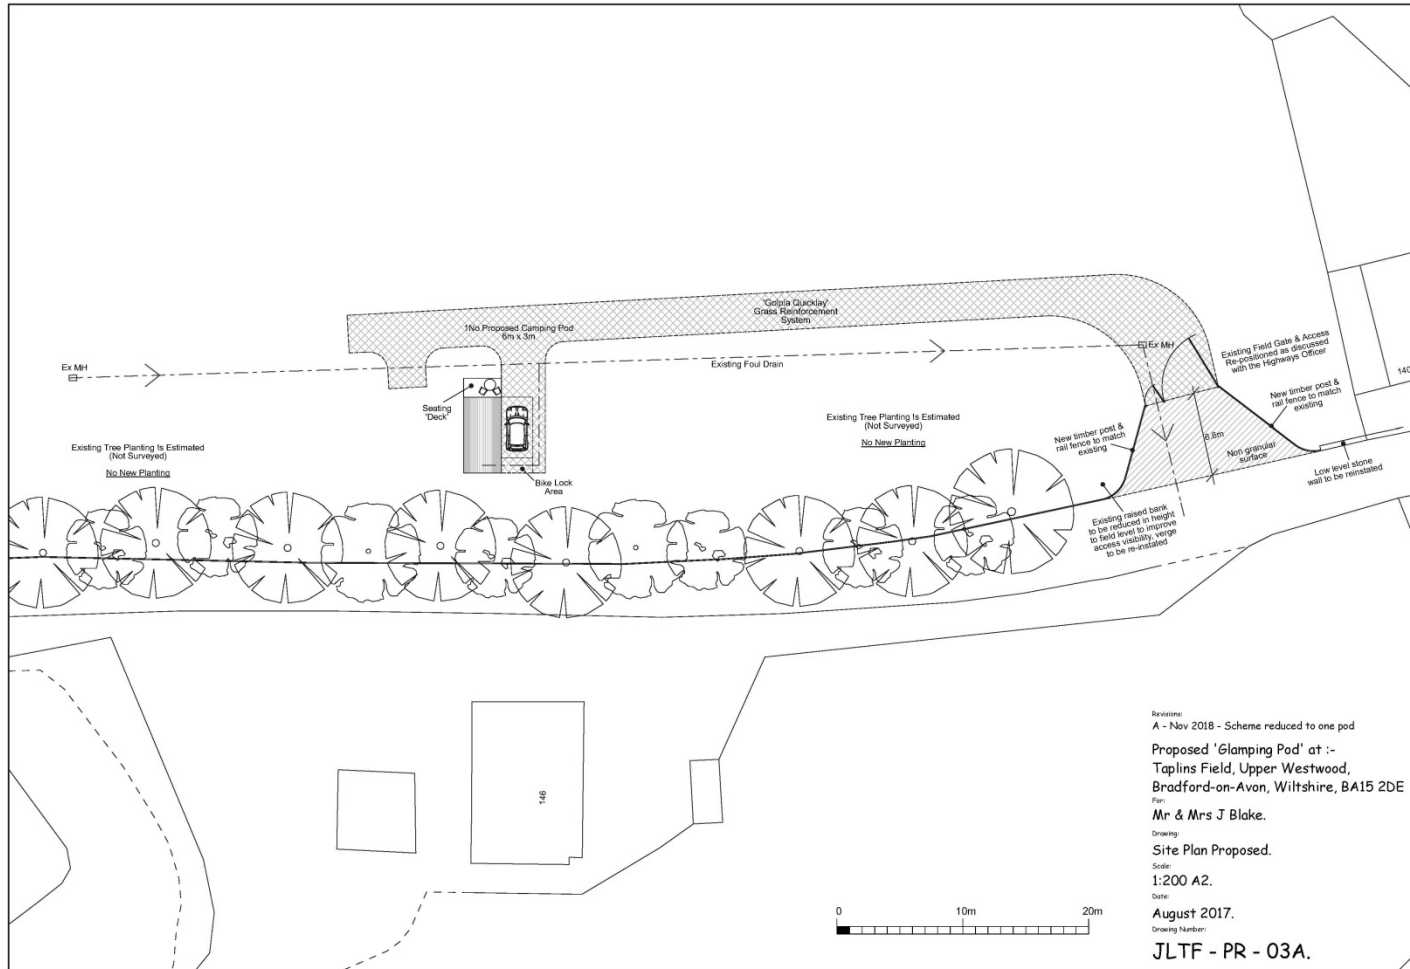 'Golpla Quicklay'
Grass Reinforcement
System
1No Proposed Camping Pod
6m x 3m
Ex MH
Existing Foul Drain
Ex MH
Existing Field Gate & Access
Re-positioned as discussed
with the Highways Officer
140
Seating
'Deck'
New timber post &
rail fence to match
existing
Existing Tree Planting Is Estimated
(Not Surveyed)
No New Planting
Existing Tree Planting Is Estimated
(Not Surveyed)
No New Planting
New timber post &
rail fence to match
existing
8.6m
Non granular
surface
Low level stone
wall to be reinstated
Bike Lock
Area
Existing raised bank
to be reduced in height
to field level to improve
access visibility, verge
to be re-instated
146
0 10m 20m
Revisions:
A - Nov 2018 - Scheme reduced to one pod
Proposed 'Glamping Pod' at :-
Taplins Field, Upper Westwood,
Bradford-on-Avon, Wiltshire, BA15 2DE
For:
Mr & Mrs J Blake.
Drawing:
Site Plan Proposed.
Scale:
1:200 A2.
Date:
August 2017.
Drawing Number:
JLTF - PR - 03A.